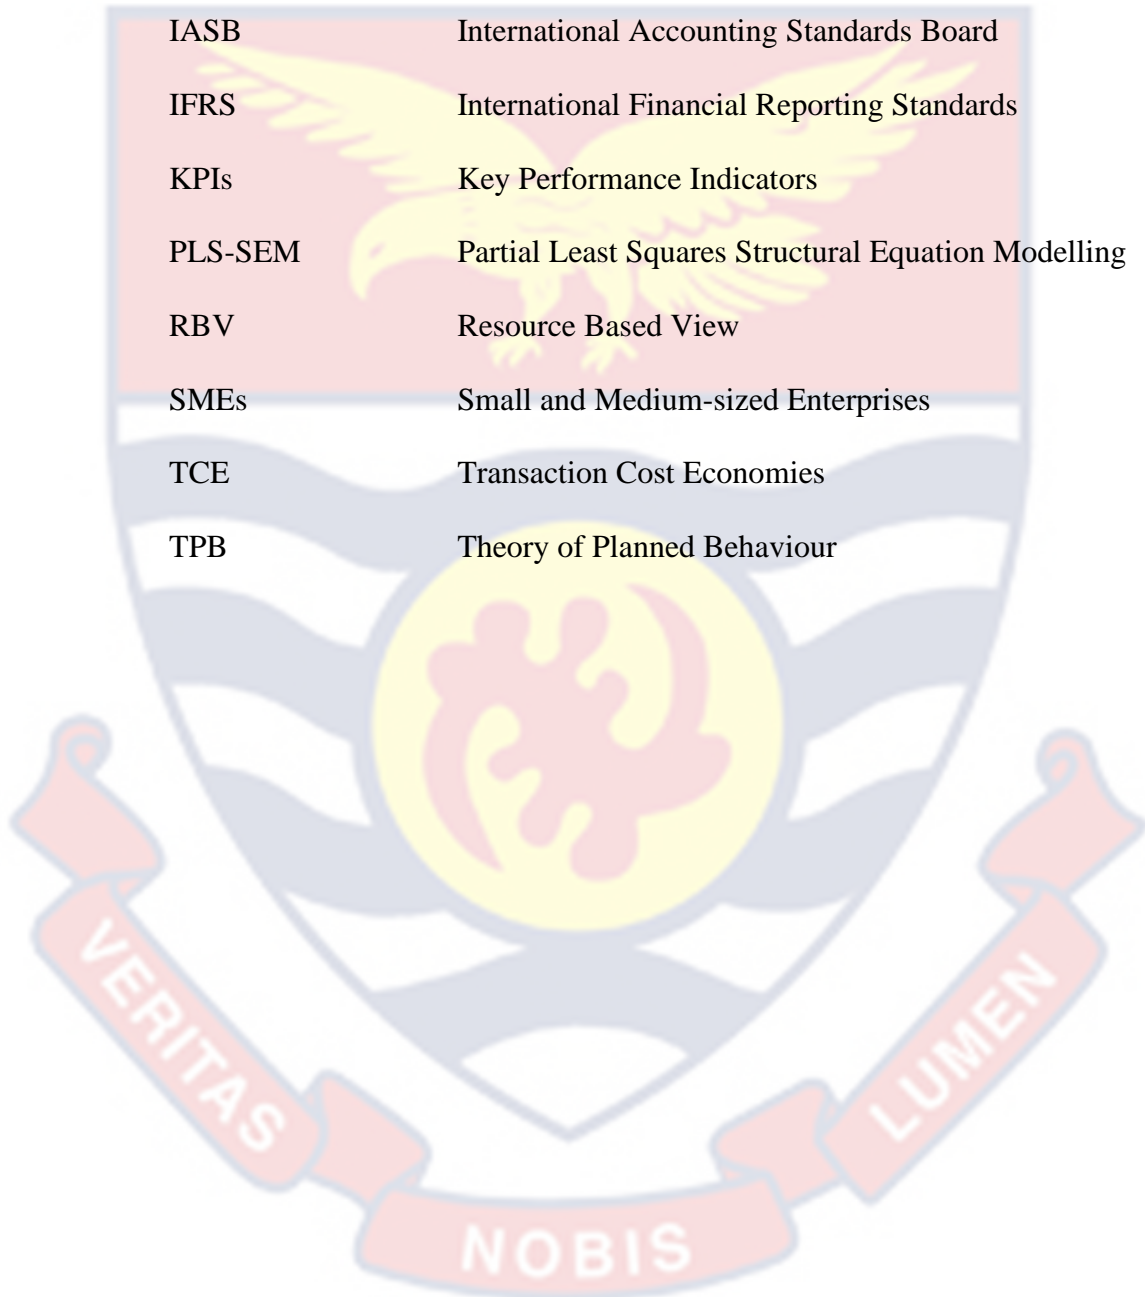 IASB International Accounting Standards Board
IFRS International Financial Reporting Standards
KPIs Key Performance Indicators
PLS-SEM Partial Least Squares Structural Equation Modelling
RBV Resource Based View
SMEs Small and Medium-sized Enterprises
TCE Transaction Cost Economies
TPB Theory of Planned Behaviour
VERITAS NOBIS LUMEN